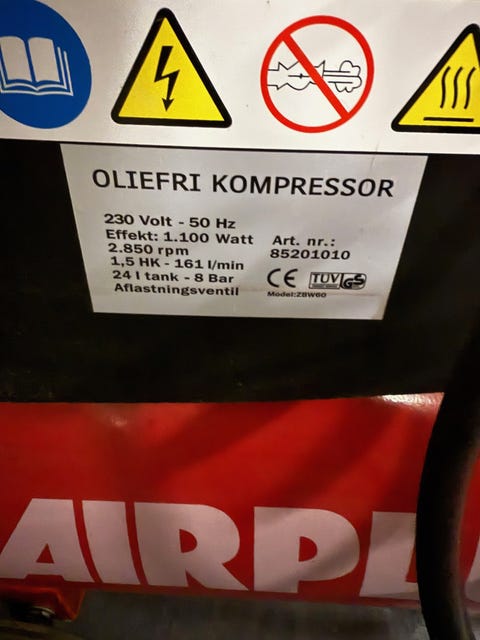 OLIEFRI KOMPRESSOR
230 Volt - 50 Hz
Effekt: 1.100 Watt
2.850 rpm
1,5 HK - 161 l/min
24 l tank - 8 Bar
Aflastningsventil
Art. nr.:
85201010
CE TÜV GS
Model:ZBW60
AIRPL